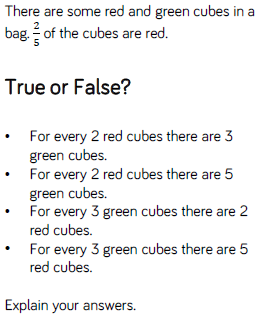 There are some red and green cubes in a
bag. 2/5 of the cubes are red.
True or False?
• For every 2 red cubes there are 3
green cubes.
• For every 2 red cubes there are 5
green cubes.
• For every 3 green cubes there are 2
red cubes.
• For every 3 green cubes there are 5
red cubes.
Explain your answers.